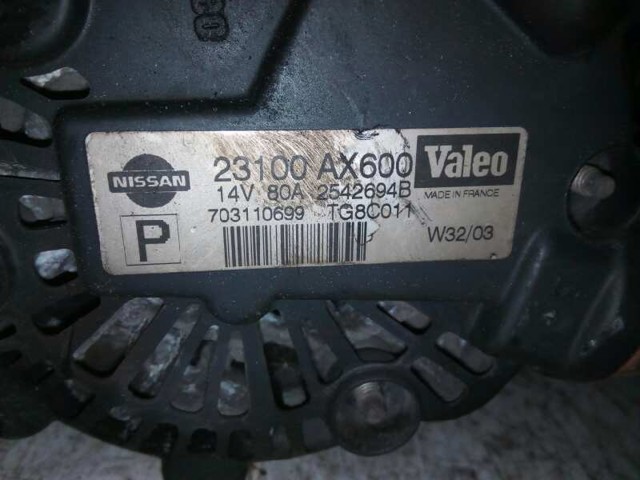 NISSAN
23100 AX600
Valeo
14V 80A 2542694B
MADE IN FRANCE
P
703110699 TG8C011
W32/03